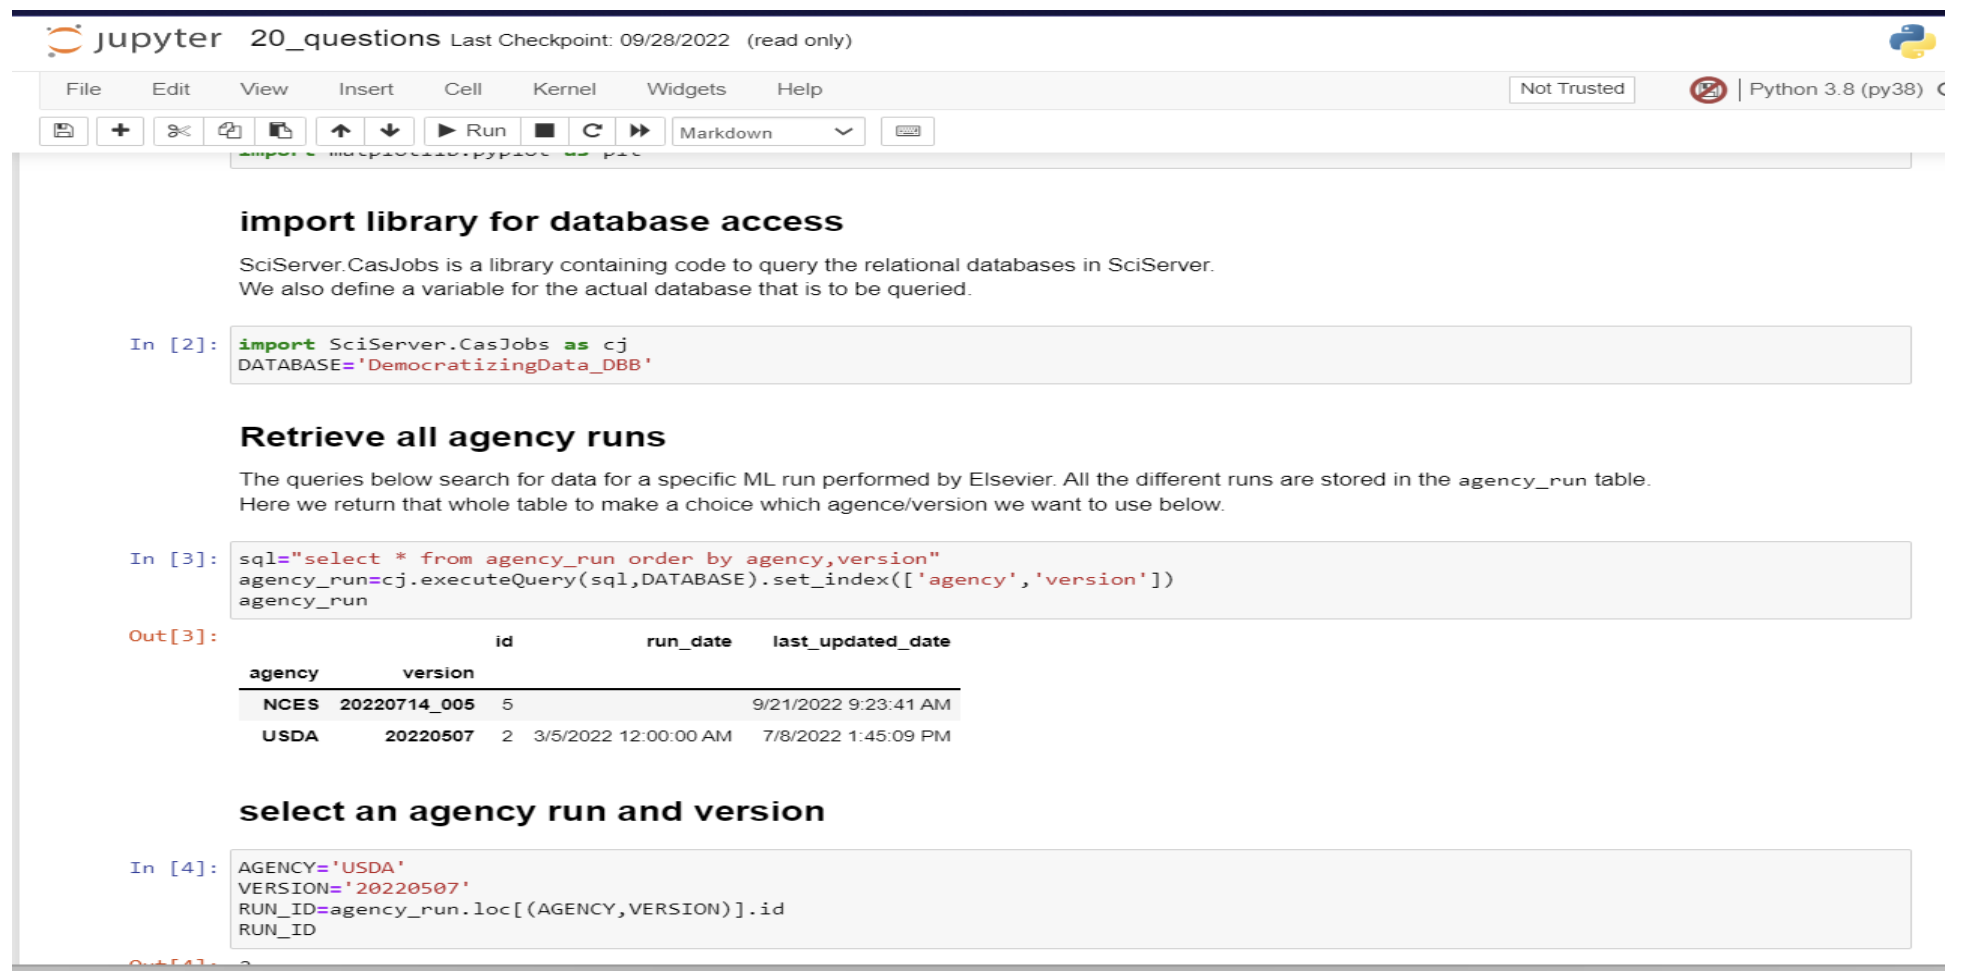 jupyter 20_questions Last Checkpoint: 09/28/2022 (read only)
File Edit View Insert Cell Kernel Widgets Help Not Trusted Python 3.8 (py38)
Run Markdown
import matplotlib.pyplot as plt
import library for database access
SciServer.CasJobs is a library containing code to query the relational databases in SciServer.
We also define a variable for the actual database that is to be queried.
In [2]: import SciServer.CasJobs as cj
DATABASE='DemocratizingData_DBB'
Retrieve all agency runs
The queries below search for data for a specific ML run performed by Elsevier. All the different runs are stored in the agency_run table.
Here we return that whole table to make a choice which agence/version we want to use below.
In [3]: sql="select * from agency_run order by agency,version"
agency_run=cj.executeQuery(sql,DATABASE).set_index(['agency','version'])
agency_run
Out[3]: id run_date last_updated_date
agency version
NCES 20220714_005 5 9/21/2022 9:23:41 AM
USDA 20220507 2 3/5/2022 12:00:00 AM 7/8/2022 1:45:09 PM
select an agency run and version
In [4]: AGENCY='USDA'
VERSION='20220507'
RUN_ID=agency_run.loc[(AGENCY,VERSION)].id
RUN_ID
Out[4]: 2